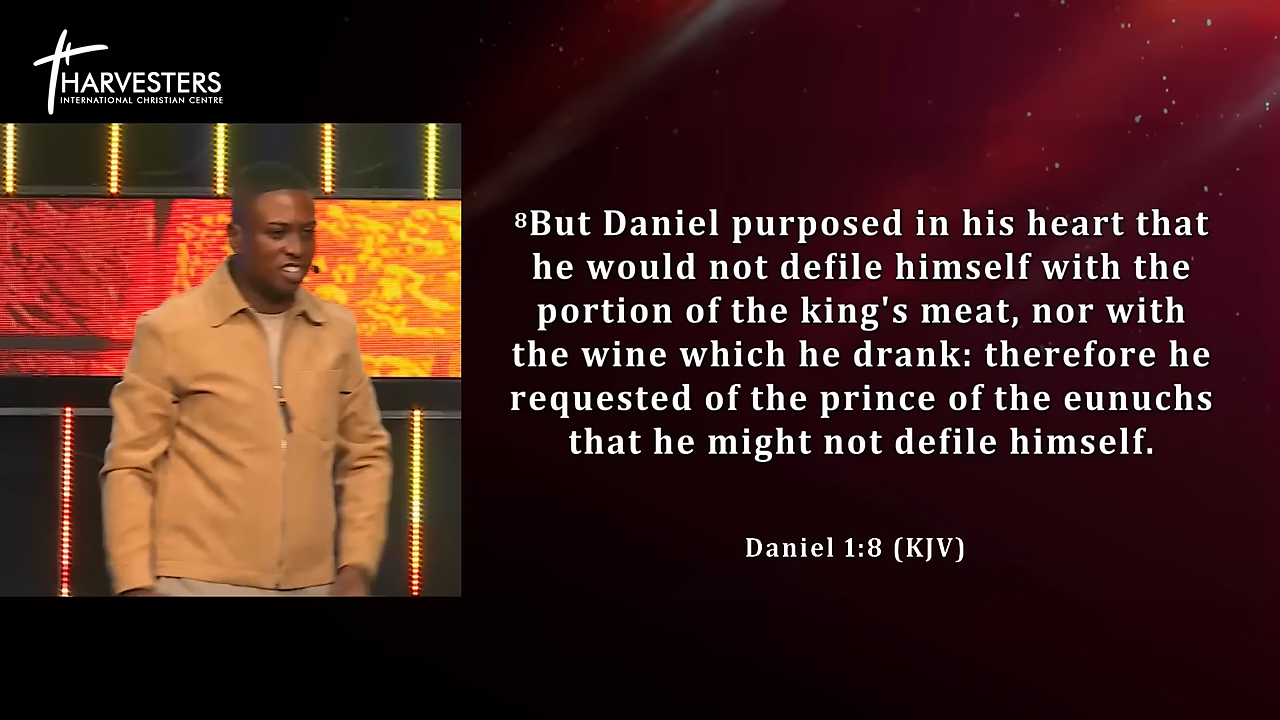 HARVESTERS
INTERNATIONAL CHRISTIAN CENTRE
⁸But Daniel purposed in his heart that
he would not defile himself with the
portion of the king's meat, nor with
the wine which he drank: therefore he
requested of the prince of the eunuchs
that he might not defile himself.
Daniel 1:8 (KJV)